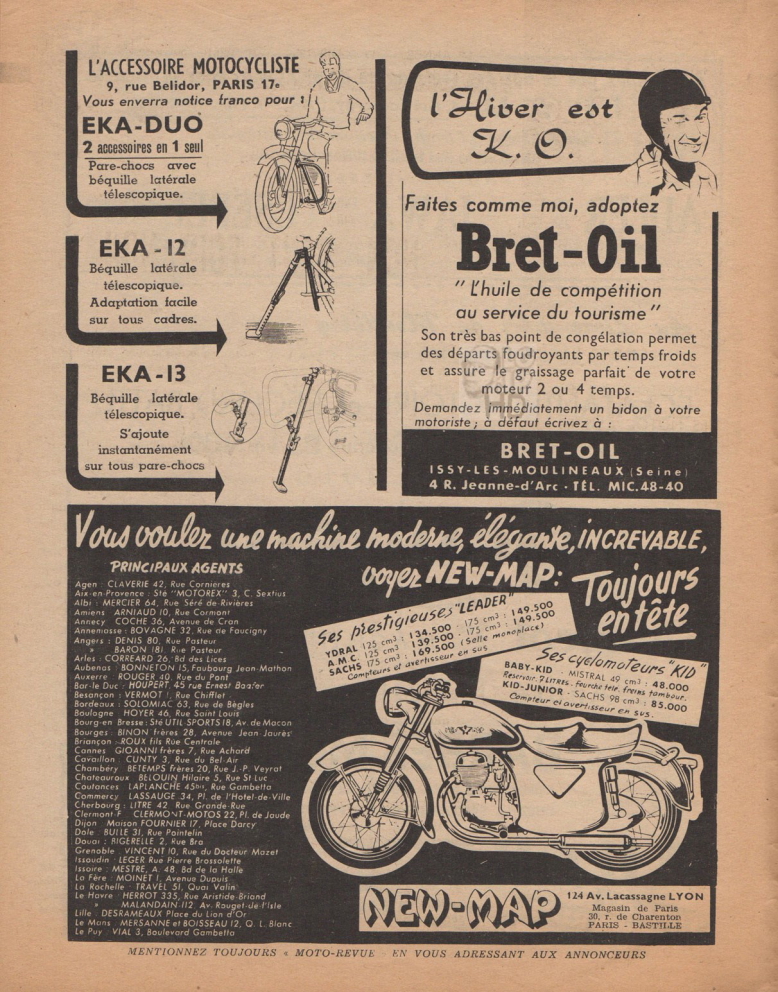 L'ACCESSOIRE MOTOCYCLISTE
9, rue Belidor, PARIS 17e
Vous enverra notice franco pour :
EKA-DUO
2 accessoires en 1 seul
Pare-chocs avec
béquille latérale
télescopique.
EKA-12
Béquille latérale
télescopique.
Adaptation facile
sur tous cadres.
EKA-13
Béquille latérale
télescopique.
S'ajoute
instantanément
sur tous pare-chocs
l'Hiver est
K.O.
Faites comme moi, adoptez
Bret-Oil
"L'huile de compétition
au service du tourisme"
Son très bas point de congélation permet
des départs foudroyants par temps froids
et assure le graissage parfait de votre
moteur 2 ou 4 temps.
Demandez immédiatement un bidon à votre
motoriste; à défaut écrivez à :
BRET-OIL
ISSY-LES-MOULINEAUX (Seine)
4 R. Jeanne-d'Arc - TÉL. MIC. 48-40
Vous voulez une machine moderne, élégante, INCREVABLE,
voyez NEW-MAP :
Toujours
en tête
PRINCIPAUX AGENTS
Agen : CLAVERIE 42, Rue Cornieres
Aix-en-Provence : Sté "MOTOREX" 3, C. Sextius
Albi : MERCIER 64, Rue Séré de-Rivières
Amiens ARNIAUD 10, Rue Cormont
Annecy COCHE 36, Avenue de Cran
Annemasse : BOVAGNE 32, Rue de Faucigny
Angers : DENIS 80, Rue Pasteur
» BARON 181, Rue Pasteur
Arles : CORREARD 26, Bd des Lices
Aubenas : BONNETON 15, Faubourg Jean-Mathon
Auxerre ROUGER 40, Rue du Pont
Bar-le Duc : HOUPERT 45 rue Ernest Bradfer
Besançon : VERMOT 1, Rue Chifflet
Bordeaux : SOLOMIAC 63, Rue de Bègles
Boulogne HOYER 46, Rue Saint Louis
Bourg-en Bresse : Sté UTIL SPORTS 18, Av. de Macon
Bourges : BINON frères 28, Avenue Jean-Jaurès
Briançon : ROUX fils Rue Centrale
Cannes GIOANNI frères 7, Rue Achard
Cavaillon : CUNTY 3, Rue du Bel-Air
Chambéry BETEMPS frères 20, Rue J.-P. Veyrat
Chateauroux BELOUIN Hilaire 5, Rue St Luc
Coutances LAPLANCHE 45bis, Rue Gambetta
Commercy LASSAUGE 34, Pl. de l'Hotel-de-Ville
Cherbourg : LITRE 42 Rue Grande-Rue
Clermont-F CLERMONT-MOTOS 22, Pl. de Jaude
Dijon Maison FOURNIER 17, Place Darcy
Dole BUILLE 31, Rue Pointelin
Douai : RIGERELLE 2, Rue Bra
Grenoble VINCENT 10, Rue du Docteur Mazet
Issoudun LEGER Rue Pierre Brossolette
Issoire : MESTRE, A. 48, Bd de la Halle
La Fère : MOINET 1, Avenue Dupuis
La Rochelle TRAVEL 51, Quai Valin
Le Havre HERROT 335, Rue Aristide-Briand
» MALANDAIN 112 Av. Rouget-de-l'Isle
Lille : DESRAMEAUX Place du Lion d'Or
Le Mans MERSANNE et BOISSEAU 12, Q. L. Blanc
Le Puy VIAL 3, Boulevard Gambetta
Ses prestigieuses "LEADER"
YDRAL 125 cm3 : 134.500 - 175 cm3 : 149.500
A.M.C. 125 cm3 139.500 - 175 cm3 : 149.500
SACHS 175 cm3 : 169.500 (Selle monoplace)
Compteurs et avertisseur en sus
Ses cyclomoteurs "KID"
BABY-KID - MISTRAL 49 cm3 : 48.000
Reservoir 7 LITRES. fourche téle. freins tambour.
KID-JUNIOR - SACHS 98 cm3 : 85.000
Compteur et avertisseur en sus.
NEW-MAP
124 Av. Lacassagne LYON
Magasin de Paris
30, r. de Charenton
PARIS - BASTILLE
MENTIONNEZ TOUJOURS « MOTO-REVUE EN VOUS ADRESSANT AUX ANNONCEURS